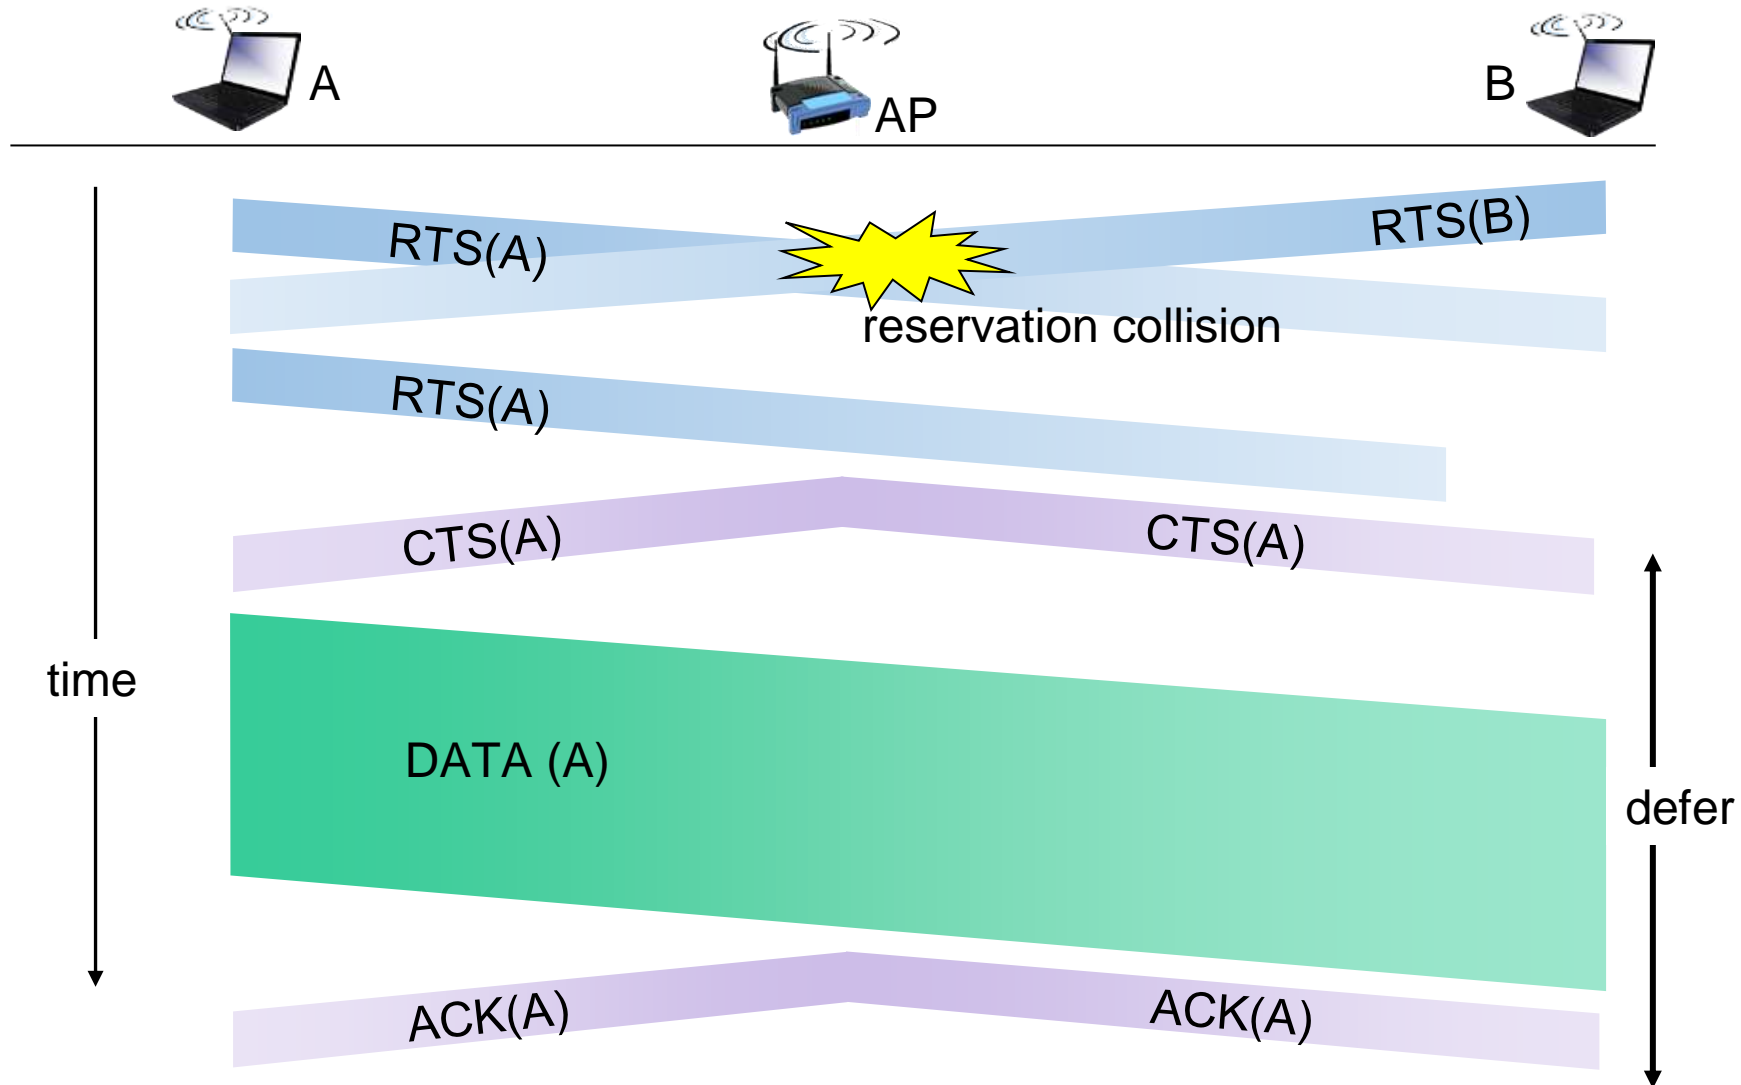 A
AP
B
RTS(A)
RTS(B)
reservation collision
RTS(A)
CTS(A)
CTS(A)
time
DATA (A)
defer
ACK(A)
ACK(A)